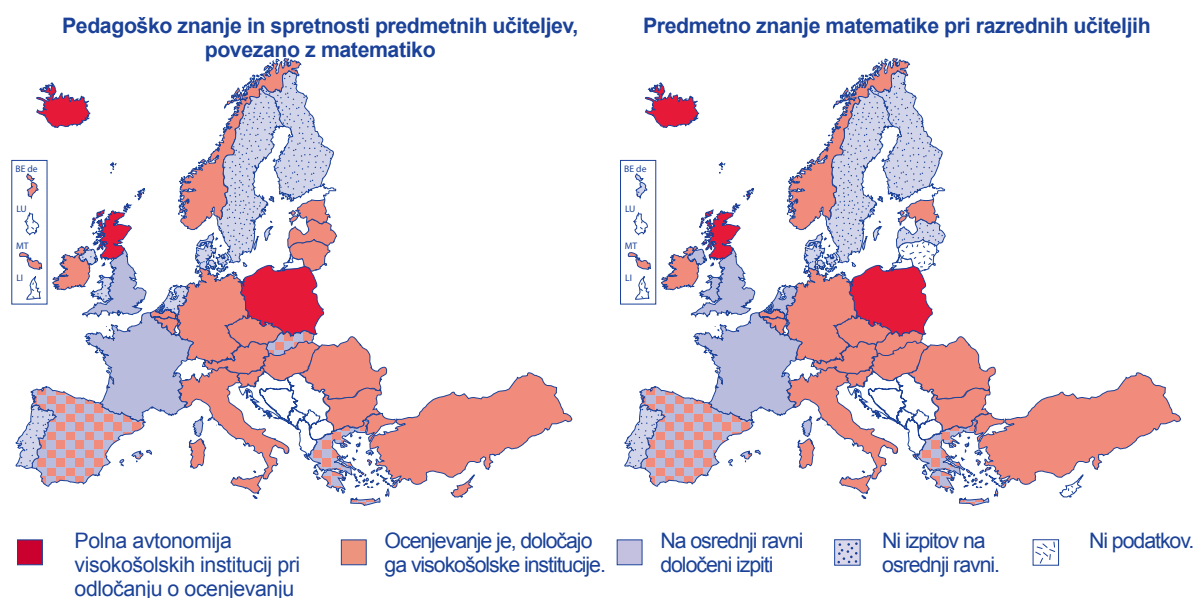 Pedagoško znanje in spretnosti predmetnih učiteljev,
povezano z matematiko
Predmetno znanje matematike pri razrednih učiteljih
BE de
LU
MT
LI
BE de
LU
MT
LI
Polna avtonomija
visokošolskih institucij pri
odločanju o ocenjevanju
Ocenjevanje je, določajo
ga visokošolske institucije.
Na osrednji ravni
določeni izpiti
Ni izpitov na
osrednji ravni.
Ni podatkov.